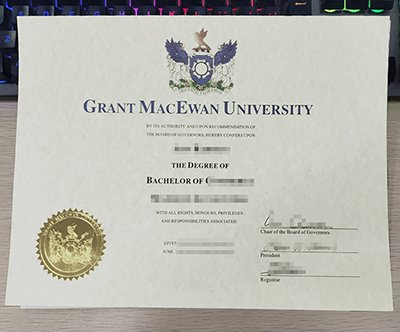 GRANT MACEWAN UNIVERSITY
BY ITS AUTHORITY AND UPON RECOMMENDATION OF
THE BOARD OF GOVERNORS, HEREBY CONFERS UPON
THE DEGREE OF
BACHELOR OF
WITH ALL RIGHTS, HONOURS, PRIVILEGES
AND RESPONSIBILITIES ASSOCIATED.
GIVEN
JUNE
Chair of the Board of Governors
President
Registrar